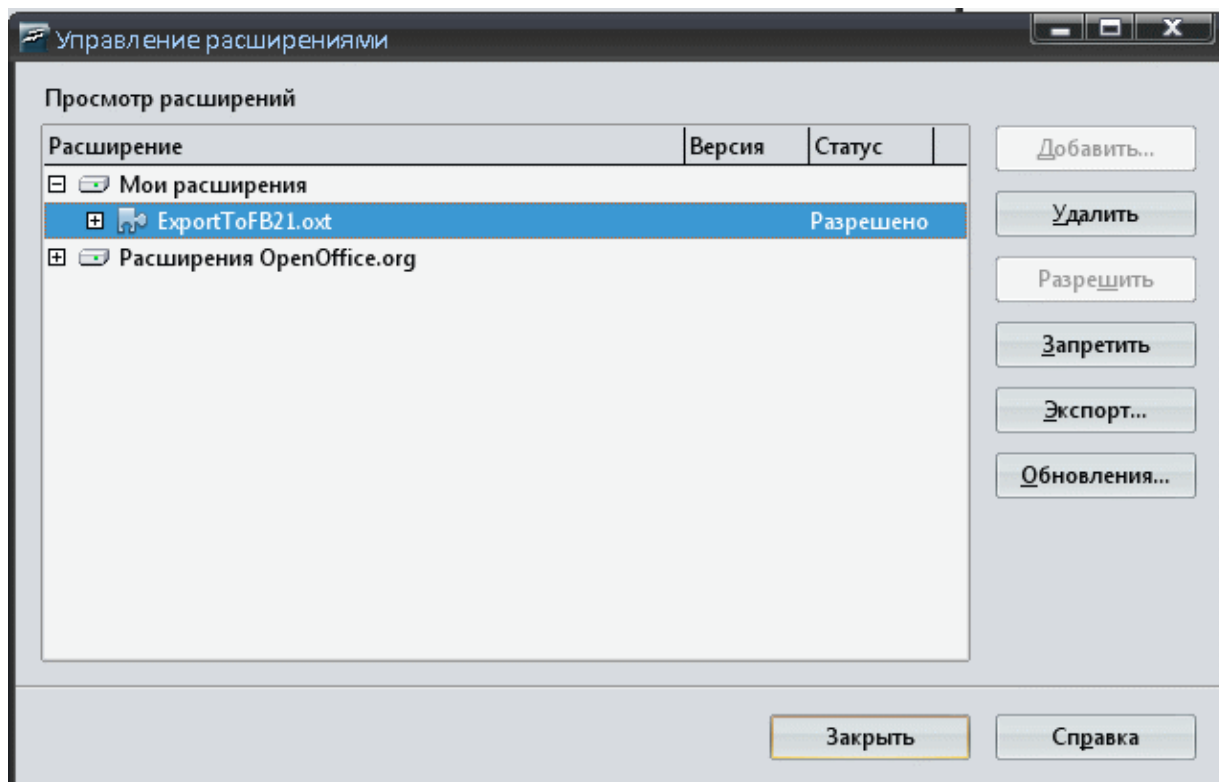 Управление расширениями
Просмотр расширений
Расширение Версия Статус
Мои расширения
ExportToFB21.oxt Разрешено
Расширения OpenOffice.org
Добавить...
Удалить
Разрешить
Запретить
Экспорт...
Обновления...
Закрыть Справка